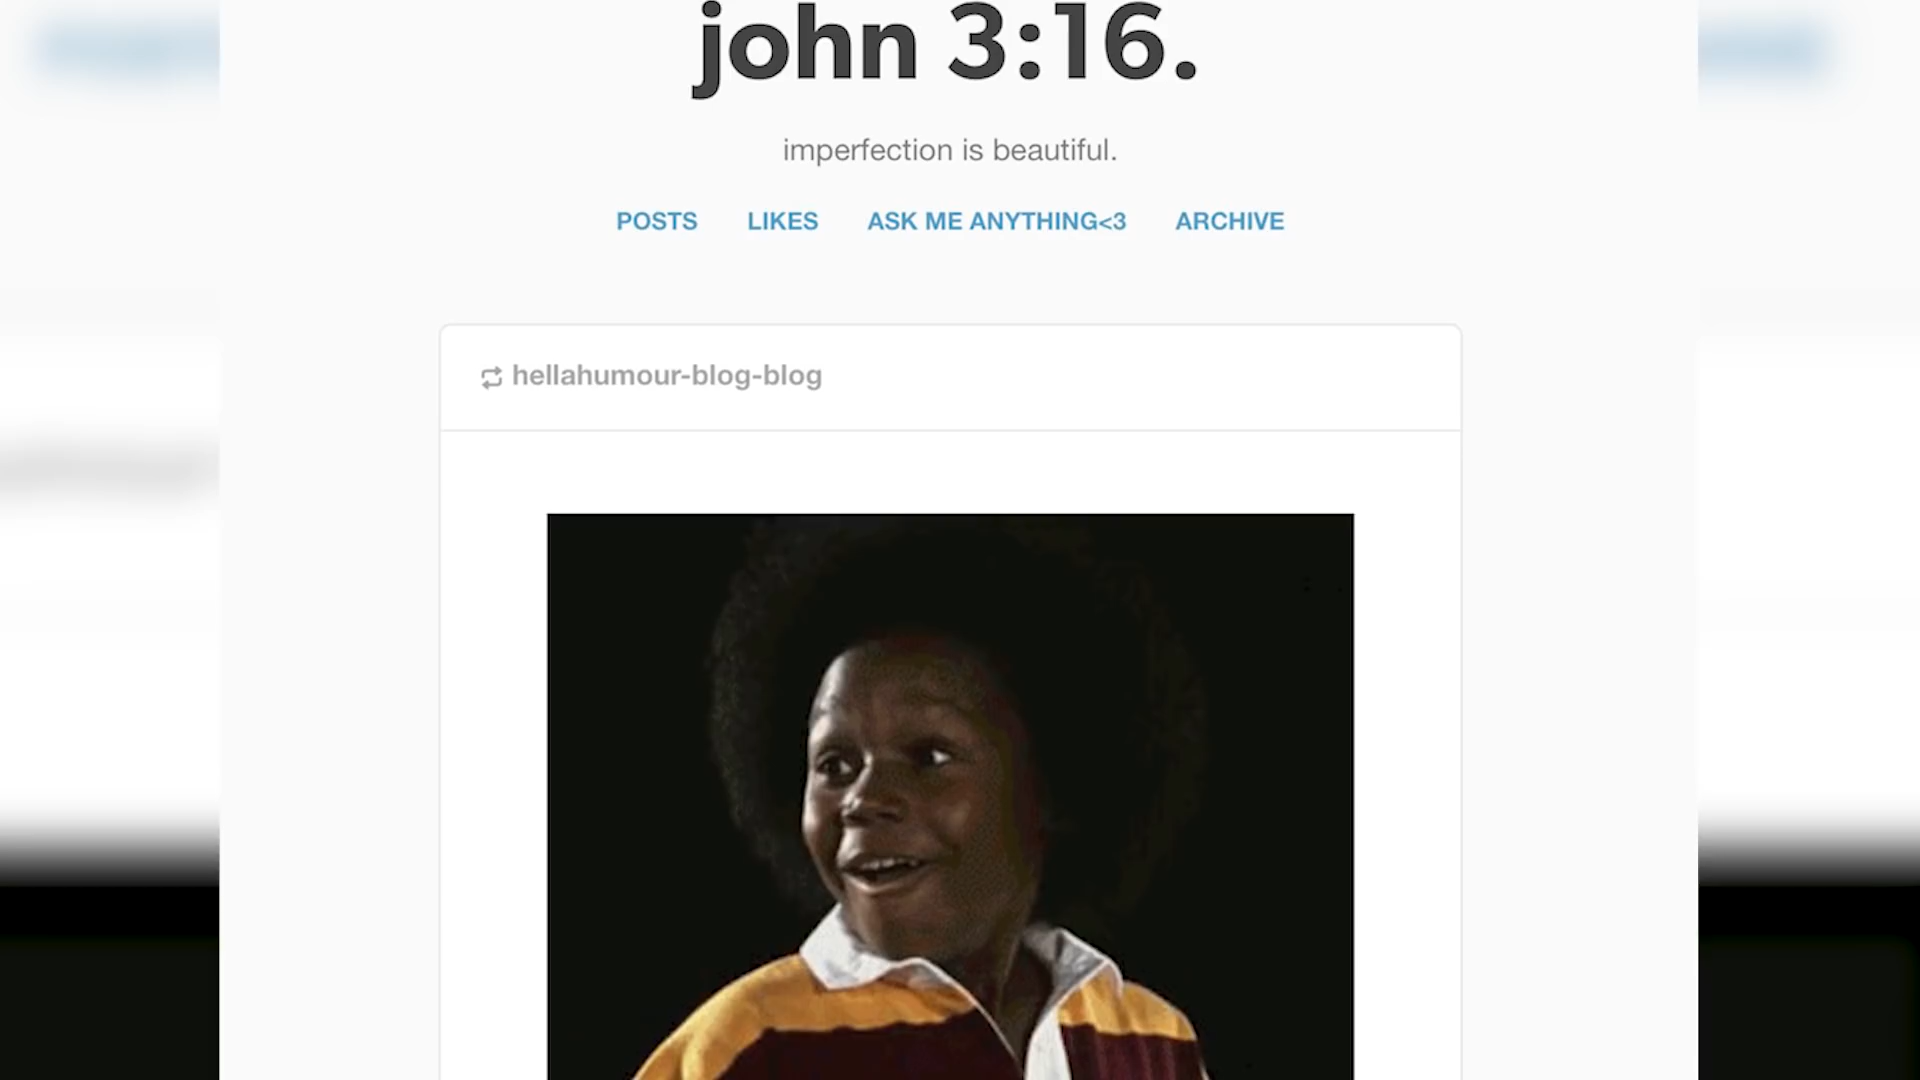 john 3:16.
imperfection is beautiful.
POSTS LIKES ASK ME ANYTHING<3 ARCHIVE
hellahumour-blog-blog